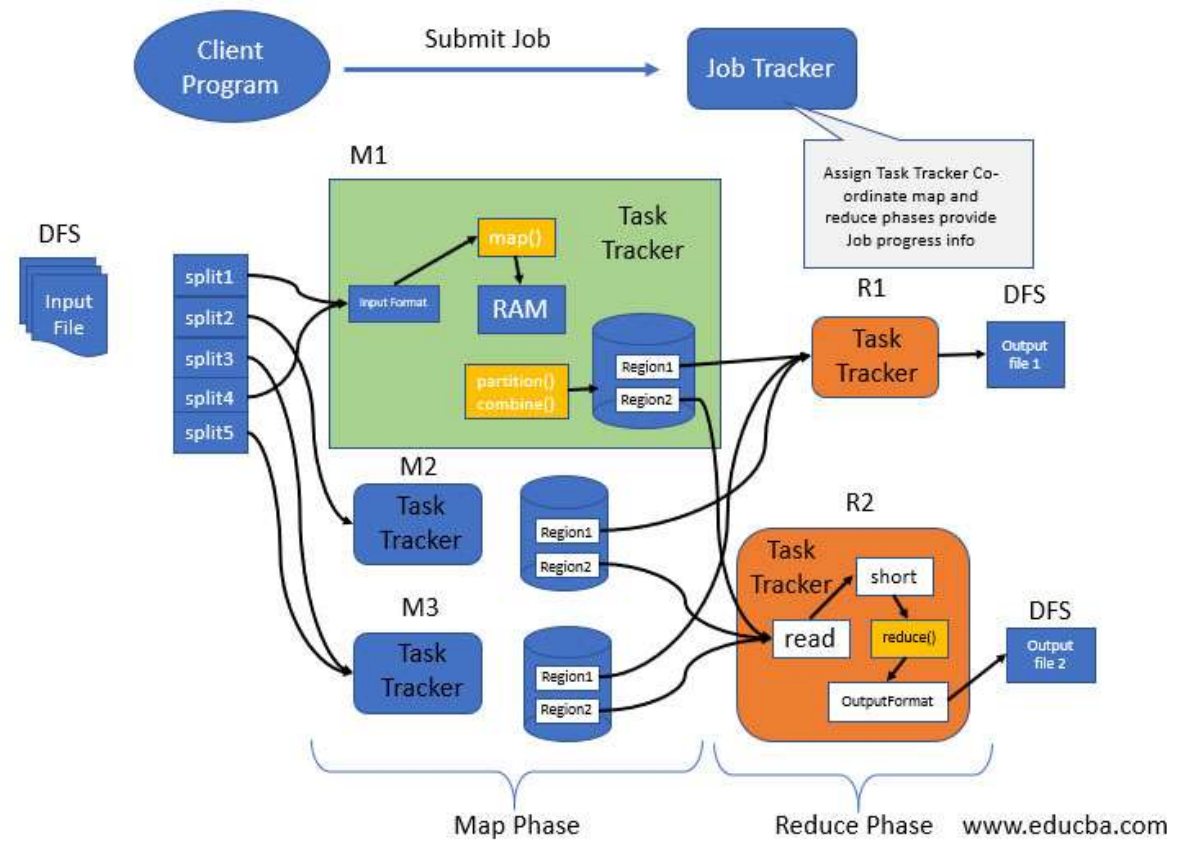 Client
Program
Submit Job
Job Tracker
Assign Task Tracker Co-
ordinate map and
reduce phases provide
Job progress info
M1
Task
Tracker
map()
Input Format
RAM
partition()
combine()
Region1
Region2
DFS
Input
File
split1
split2
split3
split4
split5
M2
Task
Tracker
Region1
Region2
M3
Task
Tracker
Region1
Region2
R1
Task
Tracker
DFS
Output
file 1
R2
Task
Tracker
short
read
reduce()
OutputFormat
DFS
Output
file 2
Map Phase
Reduce Phase
www.educba.com